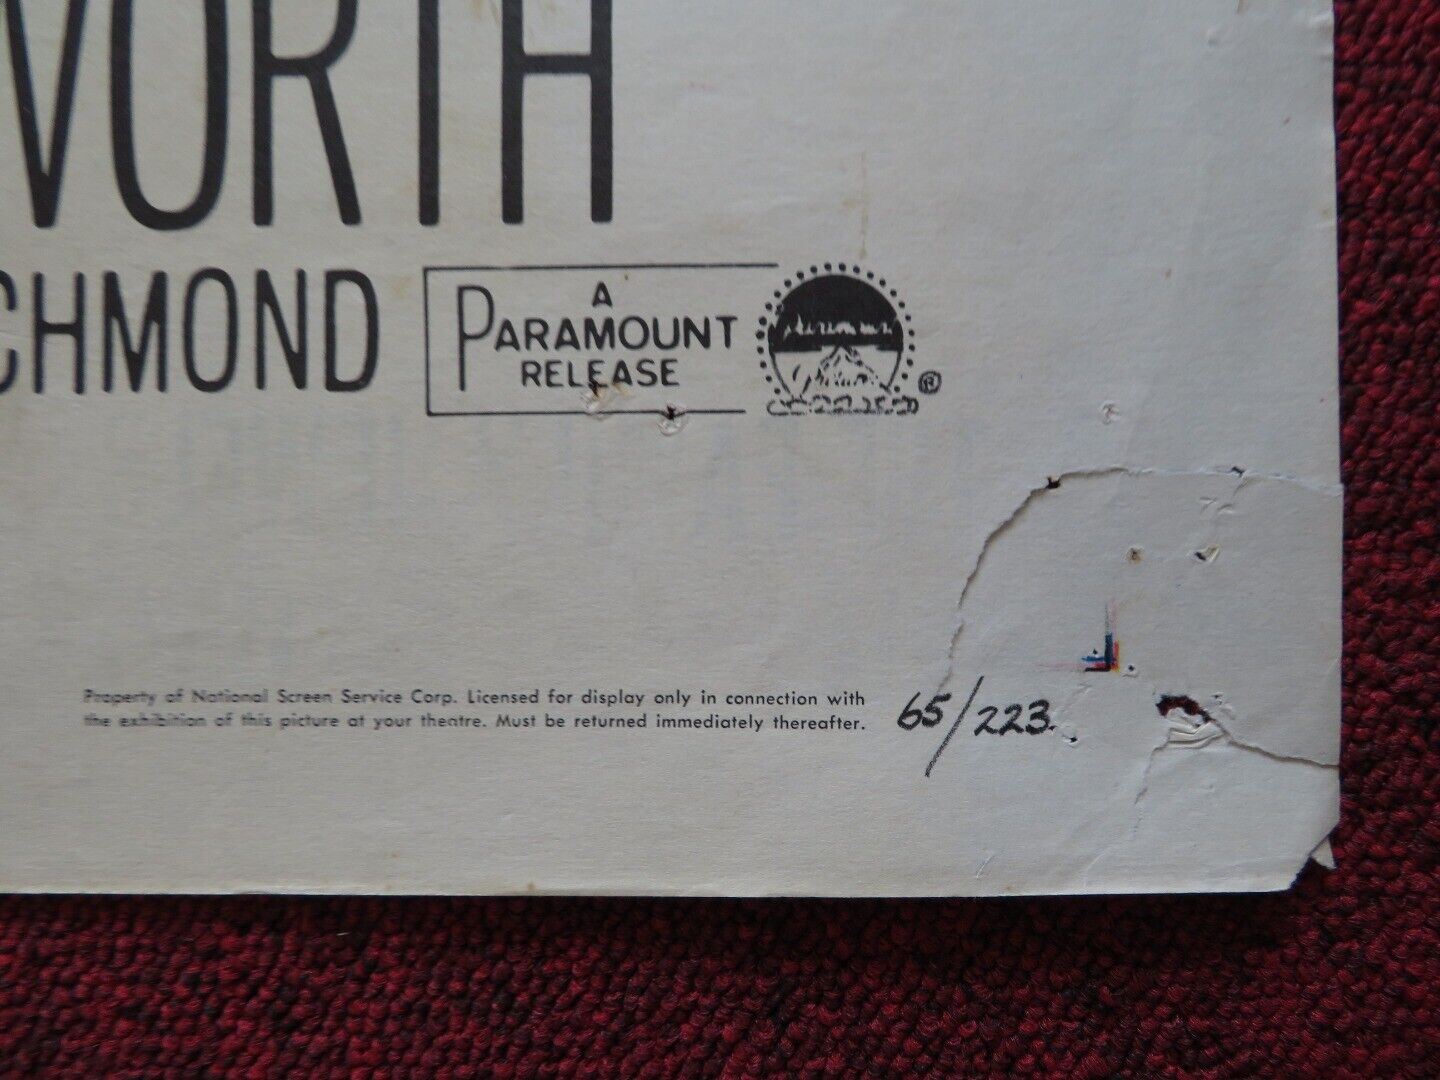 WORTH
CHMOND
A
PARAMOUNT
RELEASE
®
Property of National Screen Service Corp. Licensed for display only in connection with
the exhibition of this picture at your theatre. Must be returned immediately thereafter.
65/223